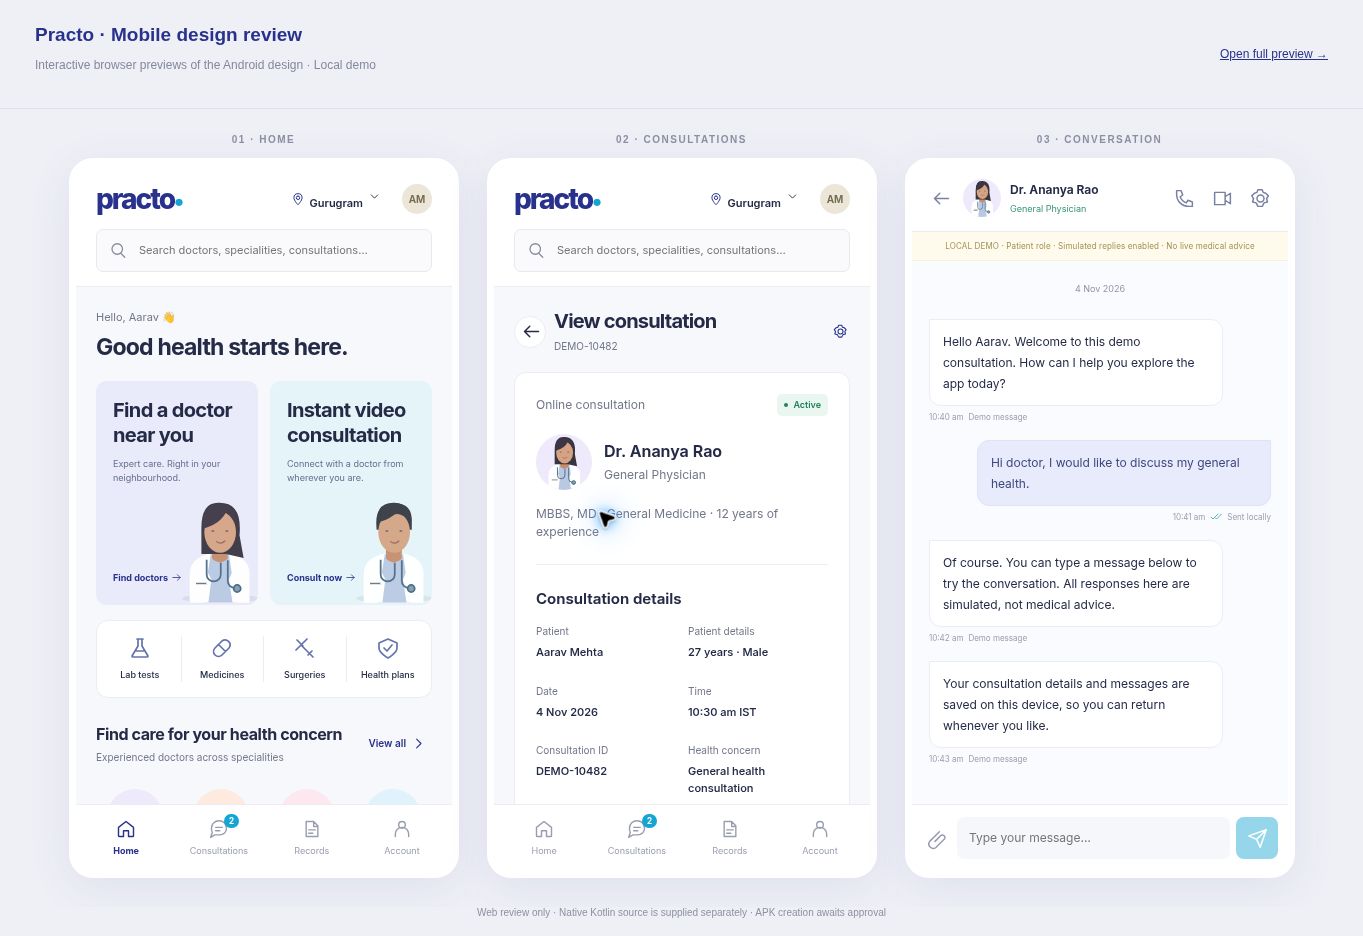 Practo · Mobile design review
Interactive browser previews of the Android design · Local demo
Open full preview →
01 · HOME
practo
Gurugram
AM
Search doctors, specialities, consultations...
Hello, Aarav 👋
Good health starts here.
Find a doctor
near you
Expert care. Right in your
neighbourhood.
Find doctors →
Instant video
consultation
Connect with a doctor from
wherever you are.
Consult now →
Lab tests
Medicines
Surgeries
Health plans
Find care for your health concern
Experienced doctors across specialities
View all
Home
2
Consultations
Records
Account
02 · CONSULTATIONS
practo
Gurugram
AM
Search doctors, specialities, consultations...
View consultation
DEMO-10482
Online consultation
Active
Dr. Ananya Rao
General Physician
MBBS, MD General Medicine · 12 years of
experience
Consultation details
Patient
Aarav Mehta
Patient details
27 years · Male
Date
4 Nov 2026
Time
10:30 am IST
Consultation ID
DEMO-10482
Health concern
General health
consultation
Home
2
Consultations
Records
Account
03 · CONVERSATION
Dr. Ananya Rao
General Physician
LOCAL DEMO · Patient role · Simulated replies enabled · No live medical advice
4 Nov 2026
Hello Aarav. Welcome to this demo
consultation. How can I help you explore the
app today?
10:40 am Demo message
Hi doctor, I would like to discuss my general
health.
10:41 am Sent locally
Of course. You can type a message below to
try the conversation. All responses here are
simulated, not medical advice.
10:42 am Demo message
Your consultation details and messages are
saved on this device, so you can return
whenever you like.
10:43 am Demo message
Type your message...
Web review only · Native Kotlin source is supplied separately · APK creation awaits approval